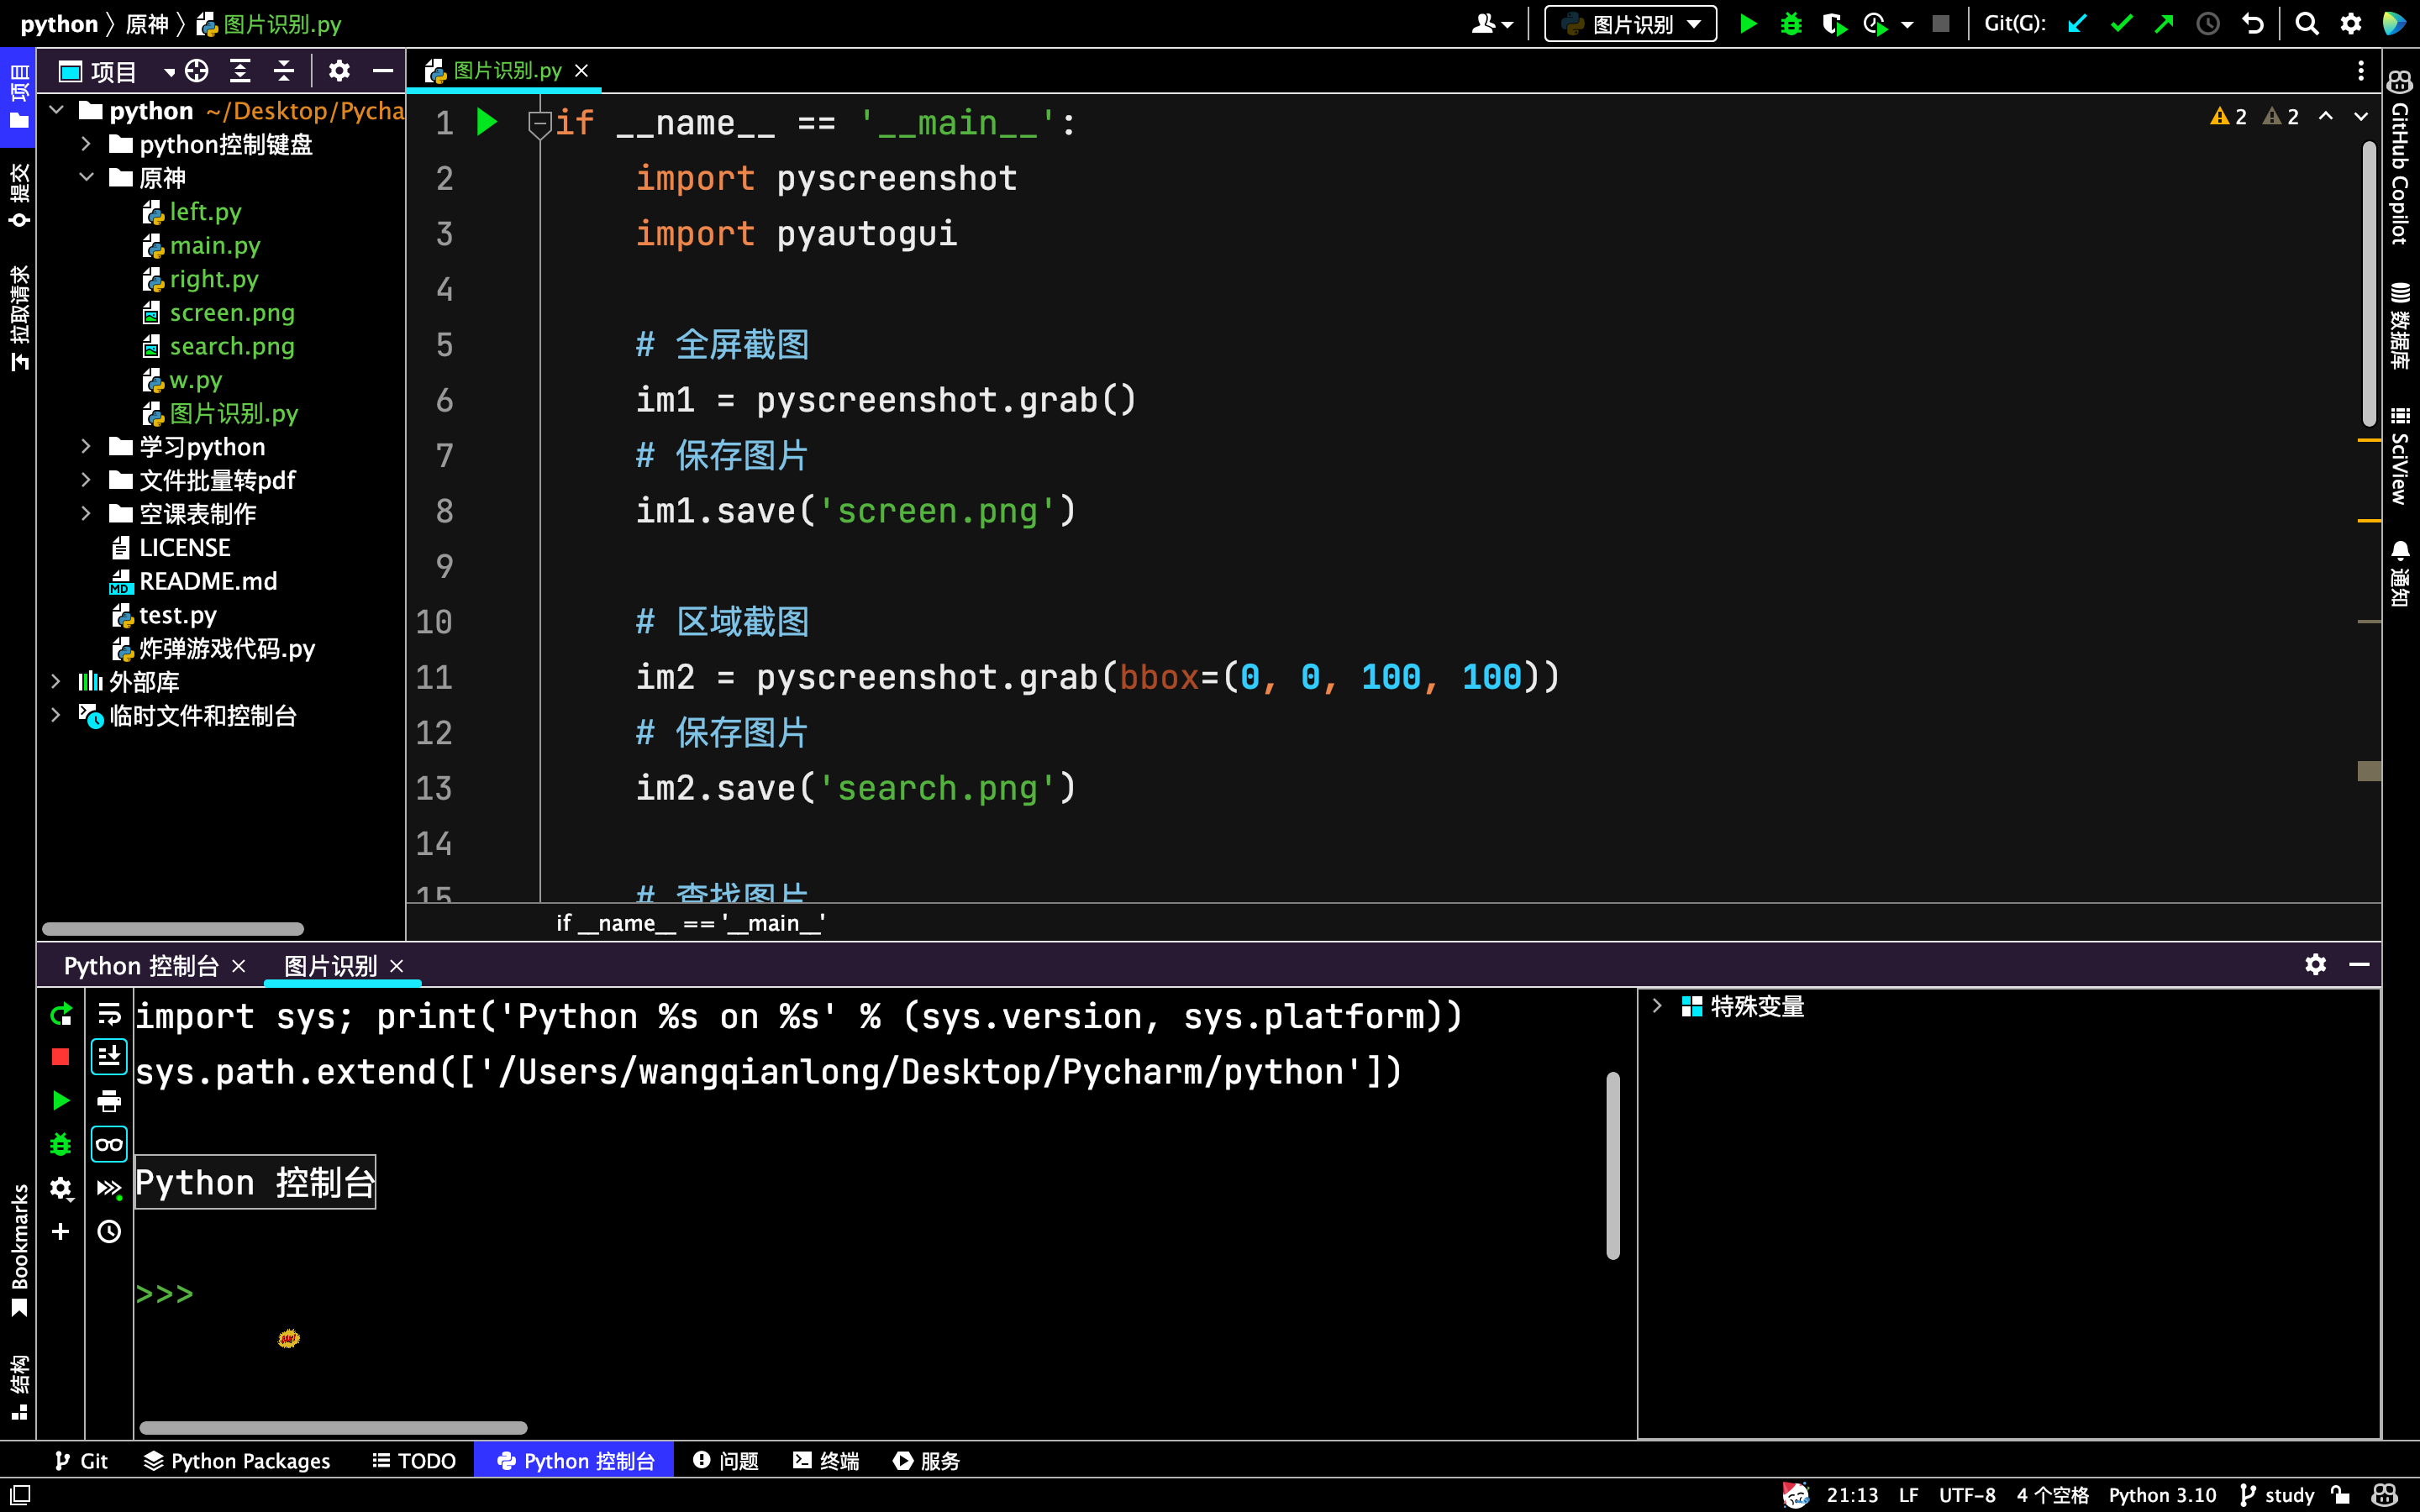 python 〉 原神 〉 图片识别.py
图片识别
Git(G):
项目
图片识别.py
python ~/Desktop/Pycha
python控制键盘
原神
left.py
main.py
right.py
screen.png
search.png
w.py
图片识别.py
学习python
文件批量转pdf
空课表制作
LICENSE
README.md
test.py
炸弹游戏代码.py
外部库
临时文件和控制台
项目
提交
拉取请求
Bookmarks
结构
1 if __name__ == '__main__':
2 import pyscreenshot
3 import pyautogui
4
5 # 全屏截图
6 im1 = pyscreenshot.grab()
7 # 保存图片
8 im1.save('screen.png')
9
10 # 区域截图
11 im2 = pyscreenshot.grab(bbox=(0, 0, 100, 100))
12 # 保存图片
13 im2.save('search.png')
14
15 # 查找图片
2 2
if __name__ == '__main__'
GitHub Copilot
数据库
SciView
通知
Python 控制台
图片识别
import sys; print('Python %s on %s' % (sys.version, sys.platform))
sys.path.extend(['/Users/wangqianlong/Desktop/Pycharm/python'])
Python 控制台
>>>
特殊变量
Git
Python Packages
TODO
Python 控制台
问题
终端
服务
21:13 LF UTF-8 4 个空格 Python 3.10 study